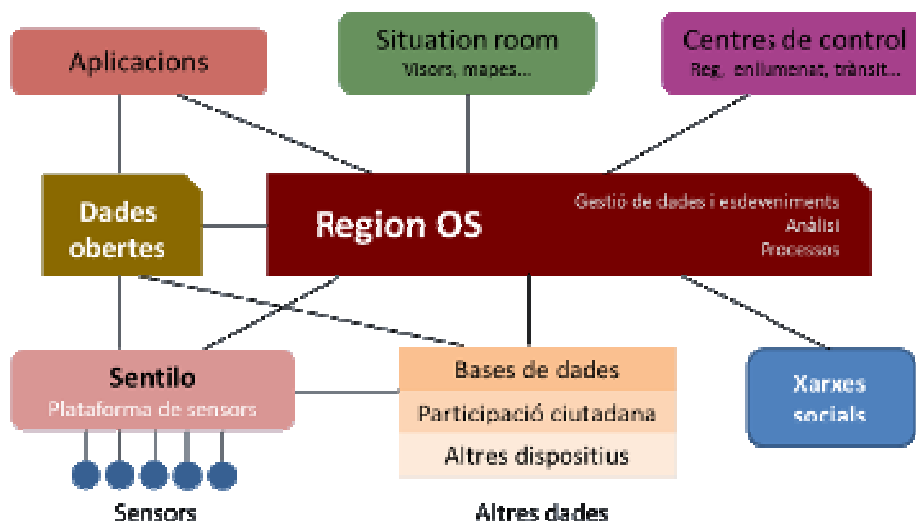 Aplicacions
Situation room
Visors, mapes...
Centres de control
Reg, enllumenat, trànsit...
Dades
obertes
Region OS
Gestió de dades i esdeveniments
Anàlisi
Processos
Sentilo
Plataforma de sensors
Bases de dades
Participació ciutadana
Altres dispositius
Xarxes
socials
Sensors
Altres dades